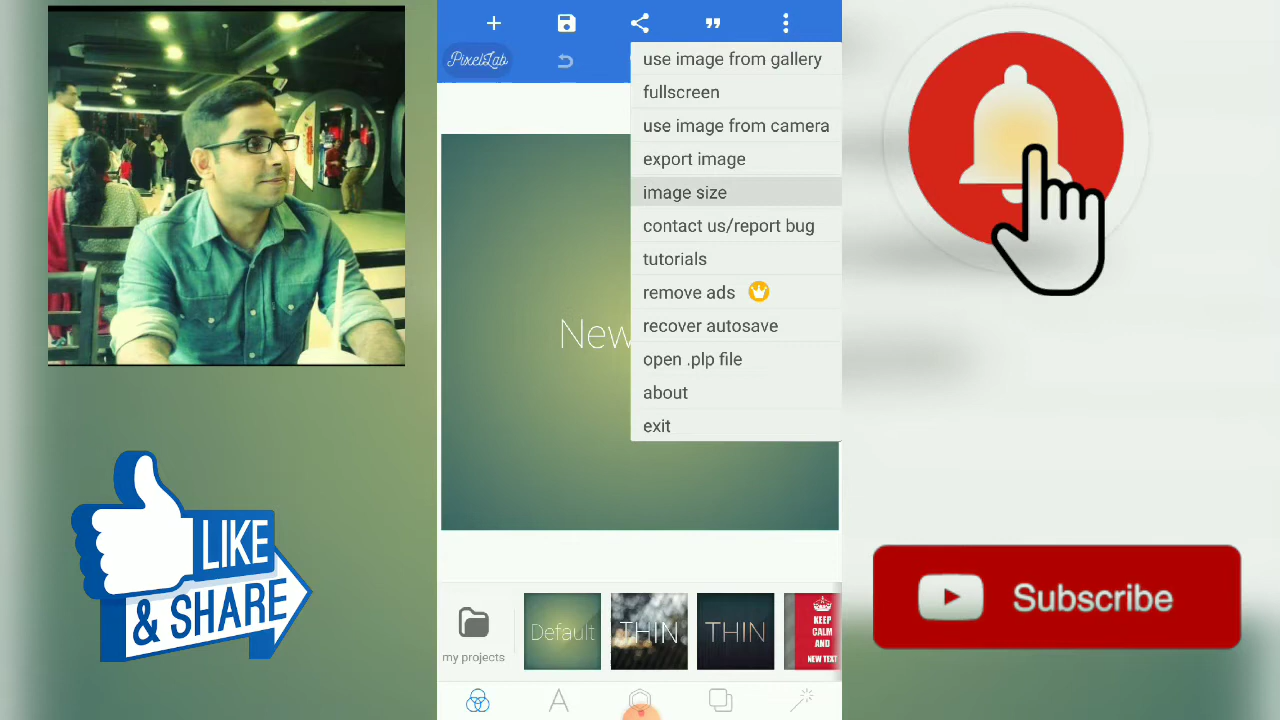 PixelLab
use image from gallery
fullscreen
use image from camera
export image
image size
contact us/report bug
tutorials
remove ads
recover autosave
open .plp file
about
exit
New
LIKE
& SHARE
Subscribe
my projects
Default
THIN
THIN
KEEP
CALM
AND
NEW TEXT
A